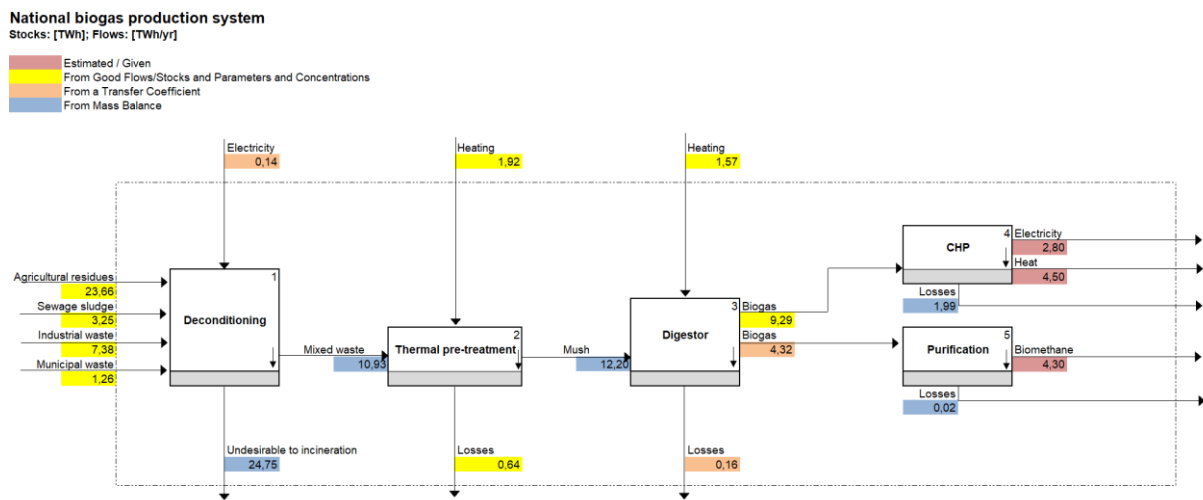 National biogas production system
Stocks: [TWh]; Flows: [TWh/yr]
Estimated / Given
From Good Flows/Stocks and Parameters and Concentrations
From a Transfer Coefficient
From Mass Balance
Electricity
0,14
Heating
1,92
Heating
1,57
Agricultural residues
23,66
Sewage sludge
3,25
Industrial waste
7,38
Municipal waste
1,26
1
Deconditioning
Mixed waste
10,93
2
Thermal pre-treatment
Mush
12,20
3
Digestor
Biogas
9,29
Biogas
4,32
4
CHP
Electricity
2,80
Heat
4,50
Losses
1,99
5
Purification
Biomethane
4,30
Losses
0,02
Undesirable to incineration
24,75
Losses
0,64
Losses
0,16